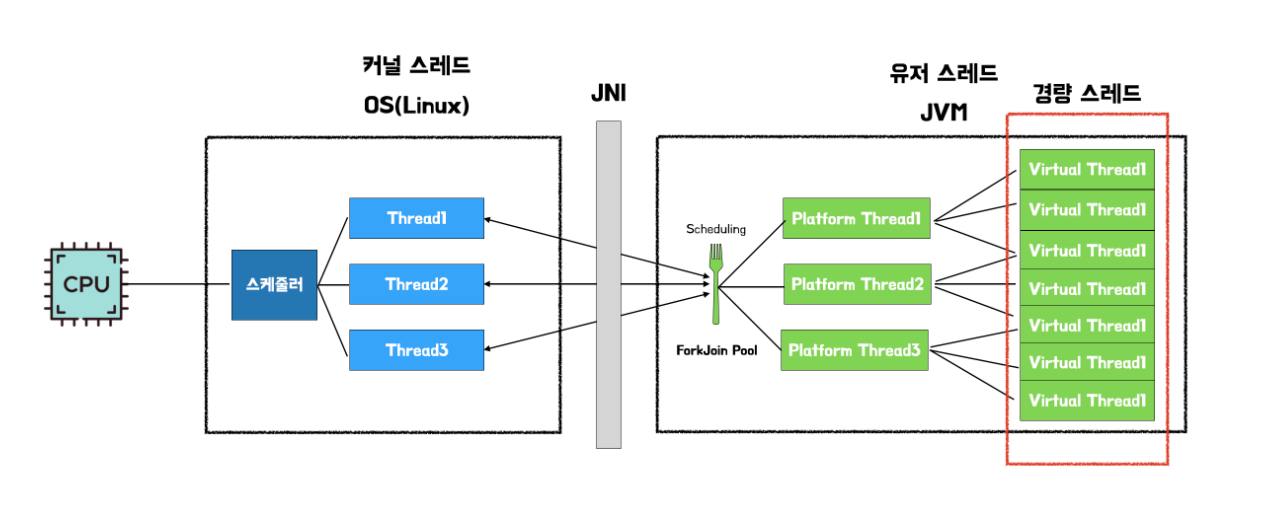 커널 스레드
OS(Linux)
JNI
유저 스레드
JVM
경량 스레드
CPU
스케줄러
Thread1
Thread2
Thread3
Scheduling
ForkJoin Pool
Platform Thread1
Platform Thread2
Platform Thread3
Virtual Thread1
Virtual Thread1
Virtual Thread1
Virtual Thread1
Virtual Thread1
Virtual Thread1
Virtual Thread1